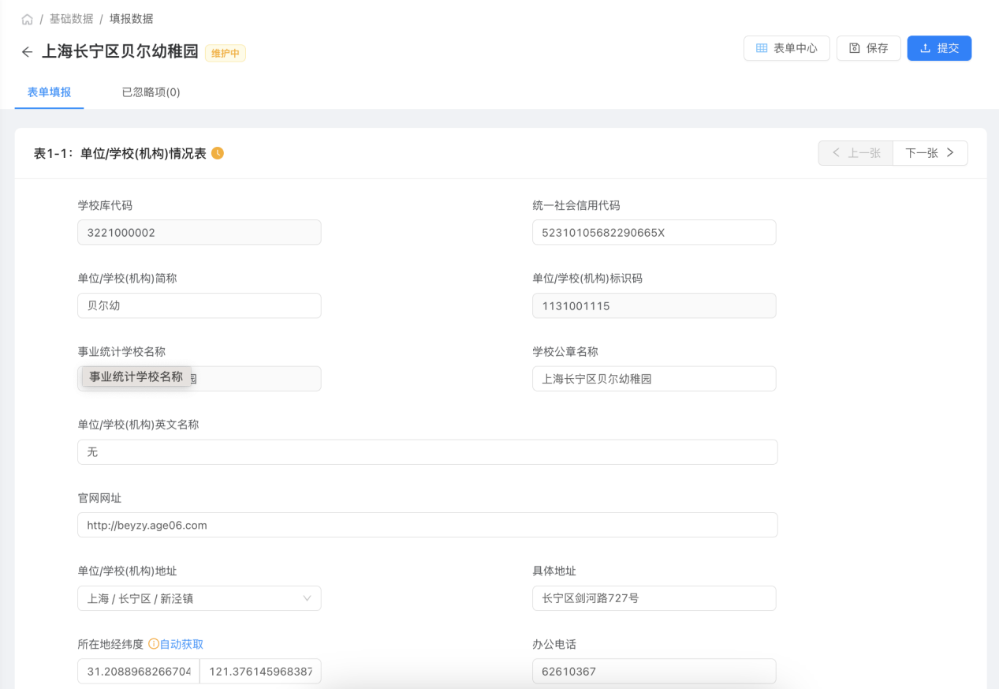 / 基础数据 / 填报数据
上海长宁区贝尔幼稚园 维护中
表单中心 保存 提交
表单填报 已忽略项(0)
表1-1：单位/学校(机构)情况表
上一张 下一张
学校库代码 统一社会信用代码
3221000002 52310105682290665X
单位/学校(机构)简称 单位/学校(机构)标识码
贝尔幼 1131001115
事业统计学校名称 学校公章名称
事业统计学校名称 园 上海长宁区贝尔幼稚园
单位/学校(机构)英文名称
无
官网网址
http://beyzy.age06.com
单位/学校(机构)地址 具体地址
上海 / 长宁区 / 新泾镇 长宁区剑河路727号
所在地经纬度 自动获取 办公电话
31.2088968266704 121.376145968387 62610367